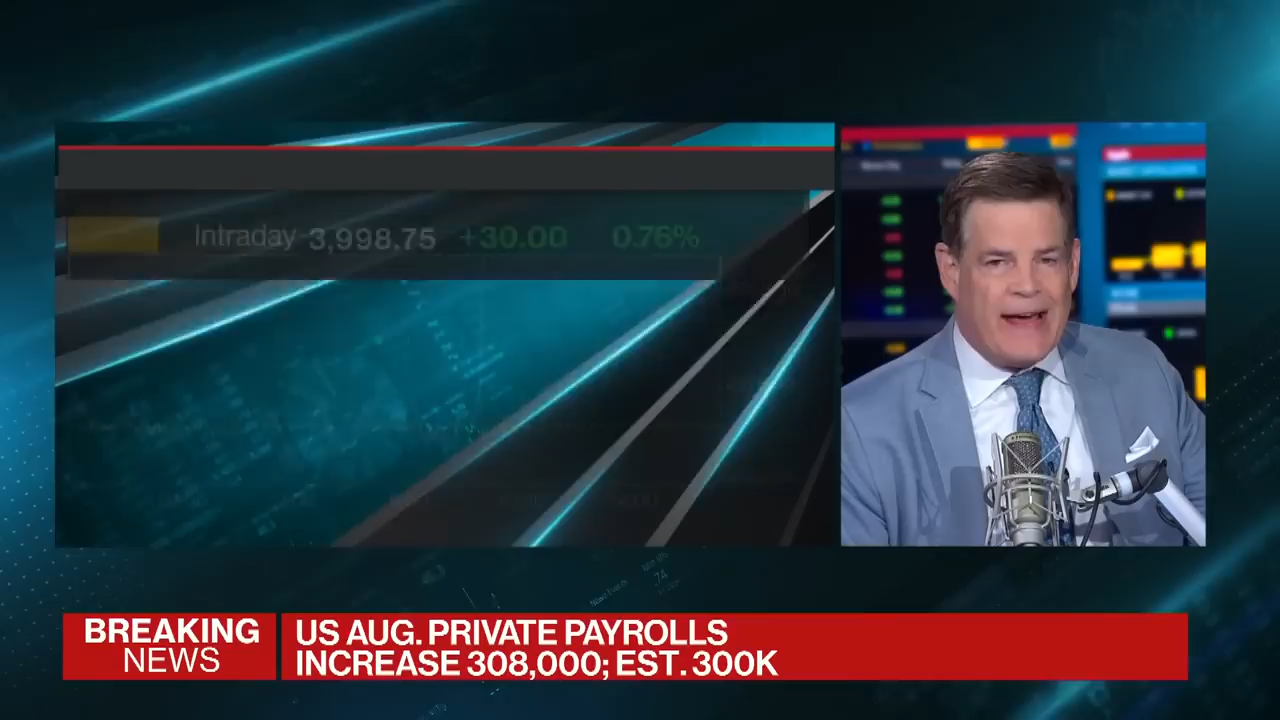 Intraday 3,998.75 +30.00 0.76%
BREAKING
NEWS
US AUG. PRIVATE PAYROLLS
INCREASE 308,000; EST. 300K